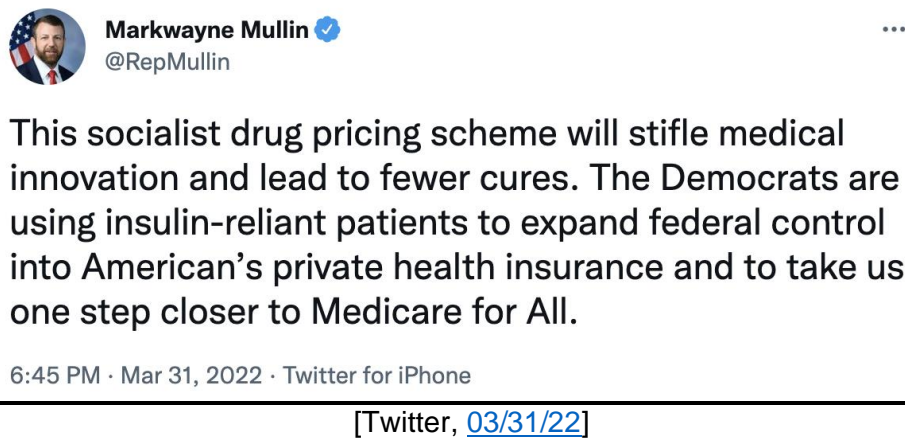 Markwayne Mullin
@RepMullin
This socialist drug pricing scheme will stifle medical
innovation and lead to fewer cures. The Democrats are
using insulin-reliant patients to expand federal control
into American’s private health insurance and to take us
one step closer to Medicare for All.
6:45 PM · Mar 31, 2022 · Twitter for iPhone
[Twitter, 03/31/22]